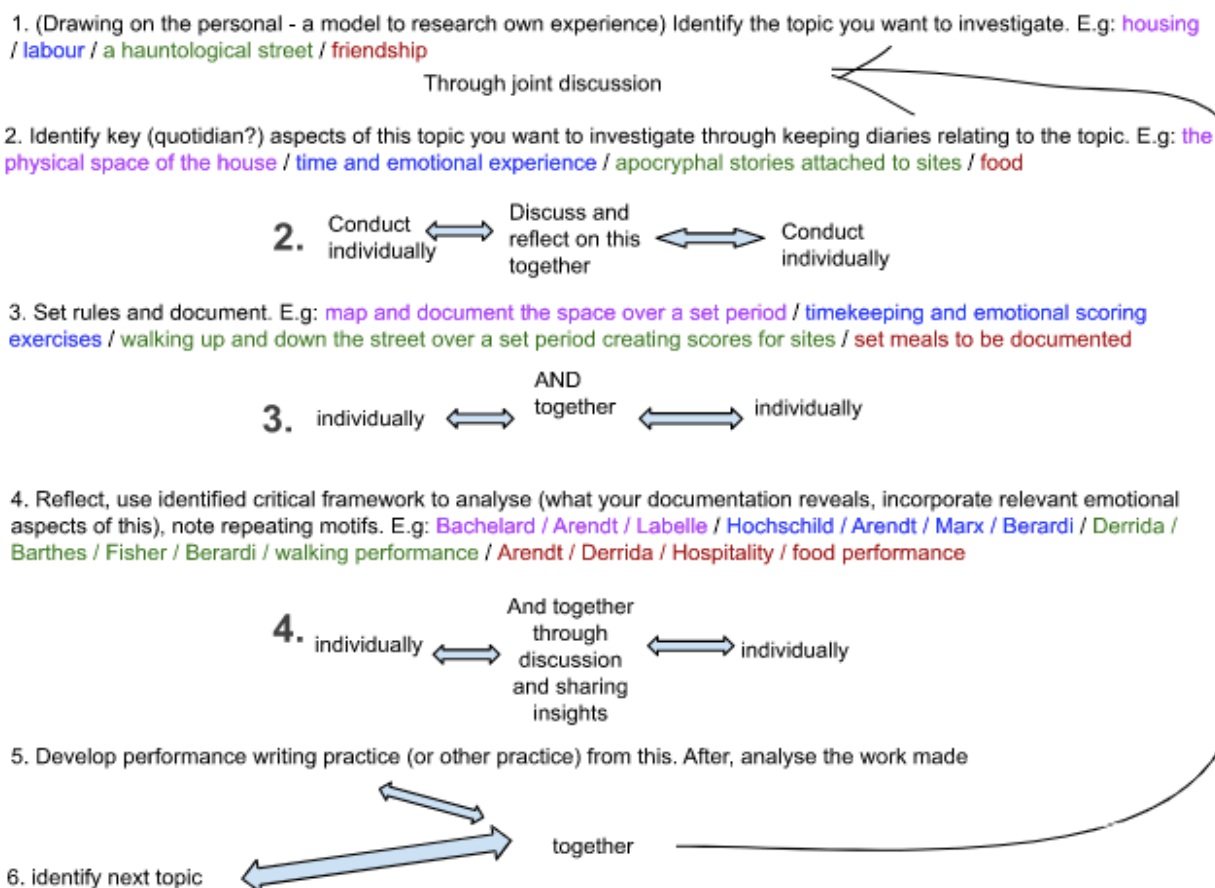 1. (Drawing on the personal - a model to research own experience) Identify the topic you want to investigate. E.g: housing
/ labour / a hauntological street / friendship
Through joint discussion
2. Identify key (quotidian?) aspects of this topic you want to investigate through keeping diaries relating to the topic. E.g: the
physical space of the house / time and emotional experience / apocryphal stories attached to sites / food
2. Conduct individually
Discuss and reflect on this together
Conduct individually
3. Set rules and document. E.g: map and document the space over a set period / timekeeping and emotional scoring
exercises / walking up and down the street over a set period creating scores for sites / set meals to be documented
3. individually
AND
together
individually
4. Reflect, use identified critical framework to analyse (what your documentation reveals, incorporate relevant emotional
aspects of this), note repeating motifs. E.g: Bachelard / Arendt / Labelle / Hochschild / Arendt / Marx / Berardi / Derrida /
Barthes / Fisher / Berardi / walking performance / Arendt / Derrida / Hospitality / food performance
4. individually
And together
through
discussion
and sharing
insights
individually
5. Develop performance writing practice (or other practice) from this. After, analyse the work made
together
6. identify next topic